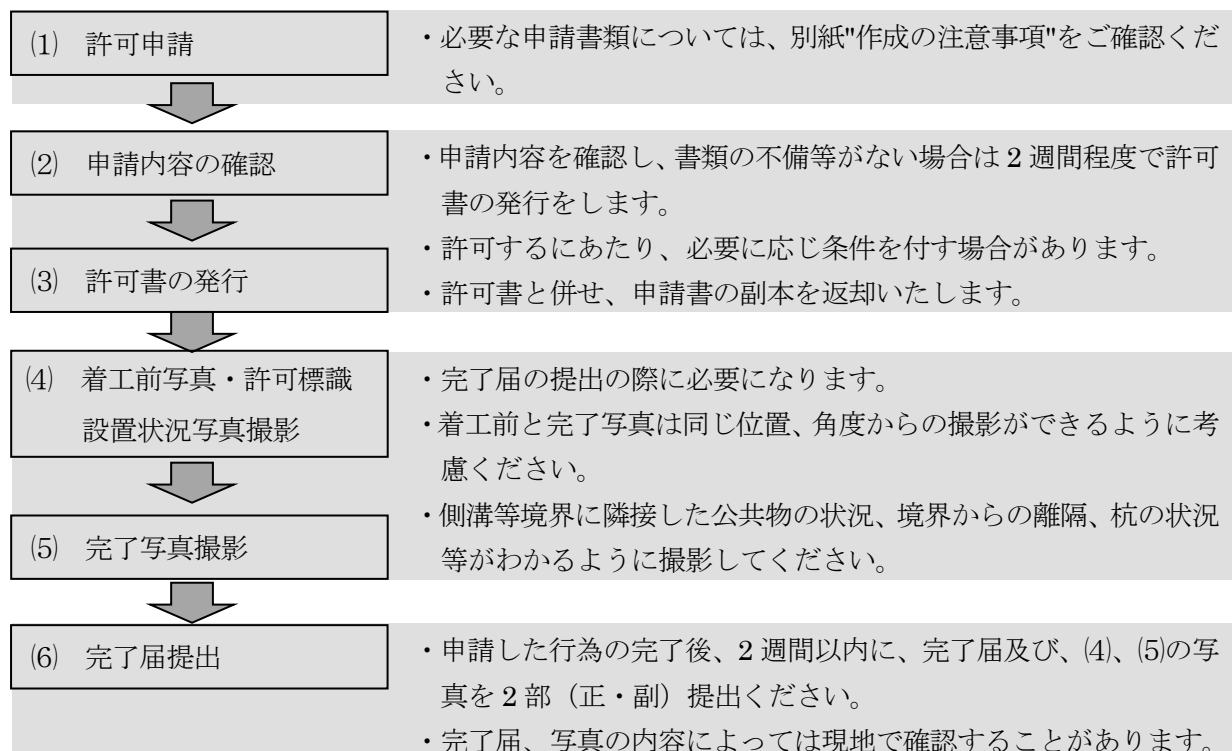 ⑴ 許可申請
・必要な申請書類については、別紙"作成の注意事項"をご確認くだ
さい。
⑵ 申請内容の確認
・申請内容を確認し、書類の不備等がない場合は 2 週間程度で許可
書の発行をします。
・許可するにあたり、必要に応じ条件を付す場合があります。
⑶ 許可書の発行
・許可書と併せ、申請書の副本を返却いたします。
⑷ 着工前写真・許可標識
設置状況写真撮影
・完了届の提出の際に必要になります。
・着工前と完了写真は同じ位置、角度からの撮影ができるように考
慮ください。
⑸ 完了写真撮影
・側溝等境界に隣接した公共物の状況、境界からの離隔、杭の状況
等がわかるように撮影してください。
⑹ 完了届提出
・申請した行為の完了後、2 週間以内に、完了届及び、⑷、⑸の写
真を 2 部（正・副）提出ください。
・完了届、写真の内容によっては現地で確認することがあります。